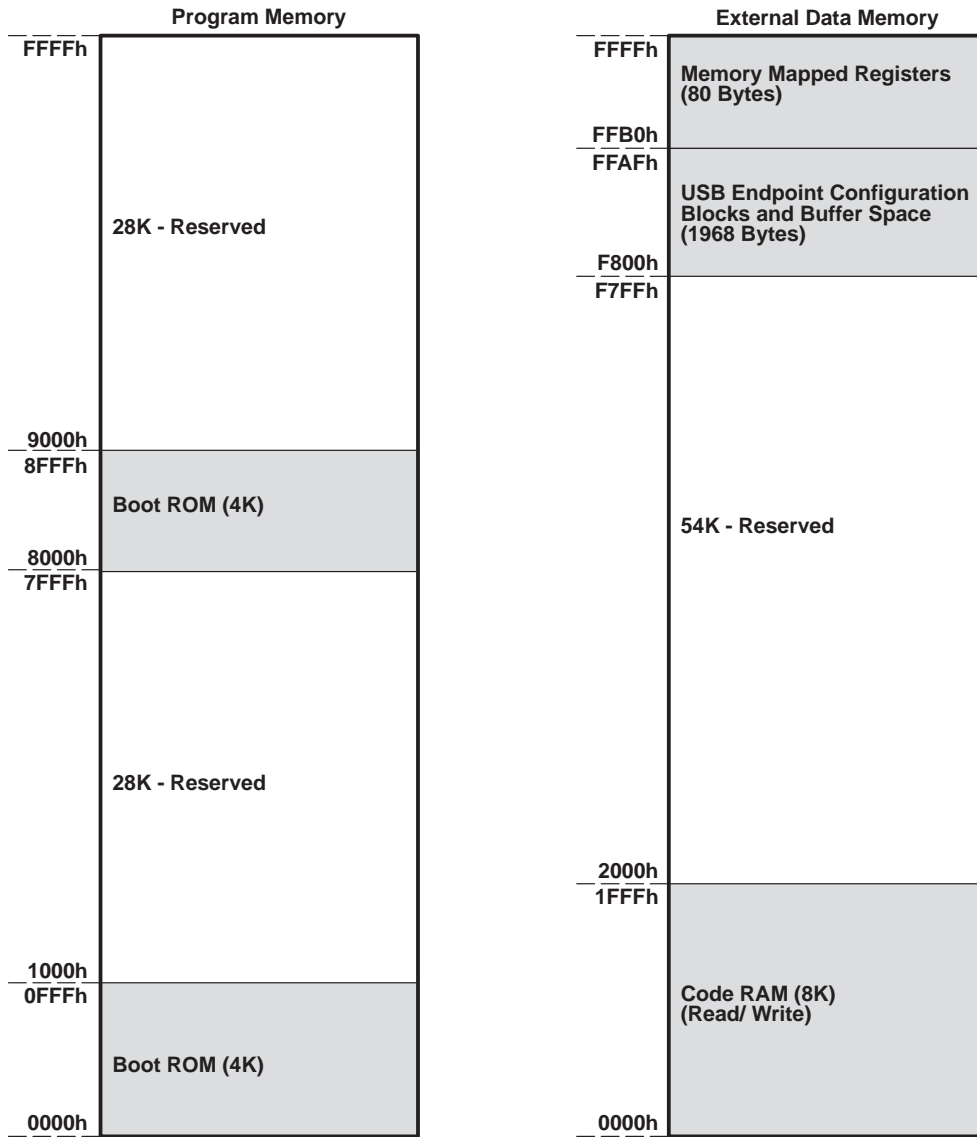 Program Memory
FFFFh
28K - Reserved
9000h
8FFFh
Boot ROM (4K)
8000h
7FFFh
28K - Reserved
1000h
0FFFh
Boot ROM (4K)
0000h
External Data Memory
FFFFh
Memory Mapped Registers
(80 Bytes)
FFB0h
FFAFh
USB Endpoint Configuration
Blocks and Buffer Space
(1968 Bytes)
F800h
F7FFh
54K - Reserved
2000h
1FFFh
Code RAM (8K)
(Read/ Write)
0000h